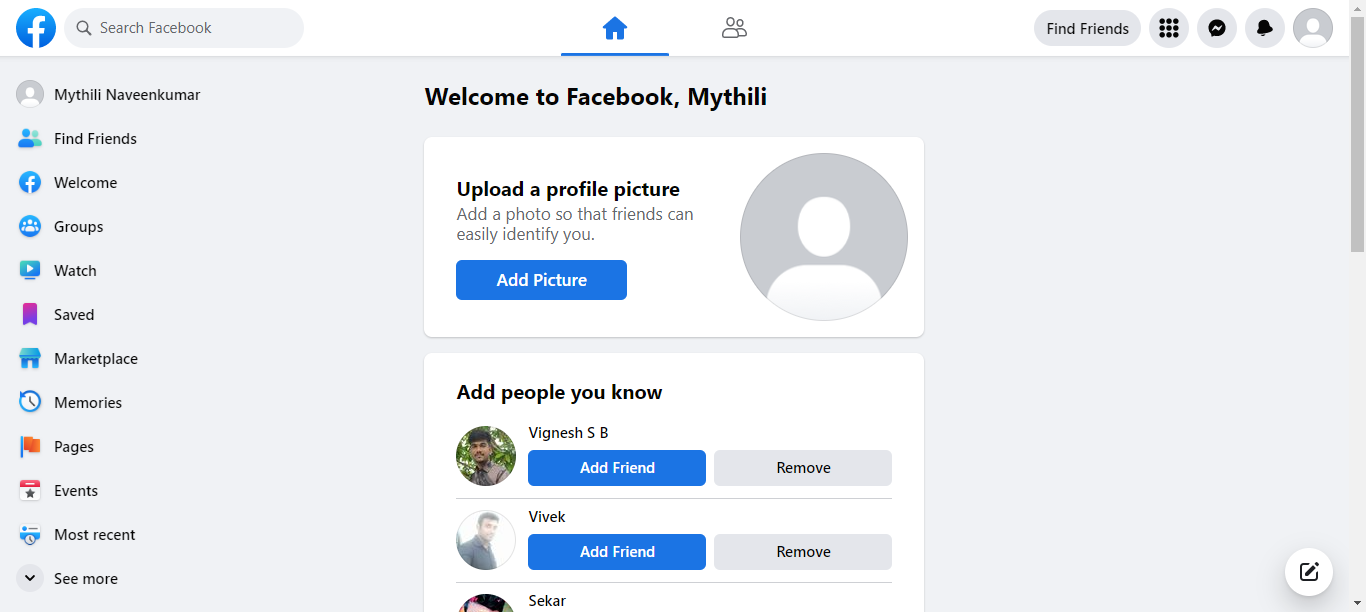 Search Facebook
Find Friends
Mythili Naveenkumar
Find Friends
Welcome
Groups
Watch
Saved
Marketplace
Memories
Pages
Events
Most recent
See more
Welcome to Facebook, Mythili
Upload a profile picture
Add a photo so that friends can
easily identify you.
Add Picture
Add people you know
Vignesh S B
Add Friend Remove
Vivek
Add Friend Remove
Sekar